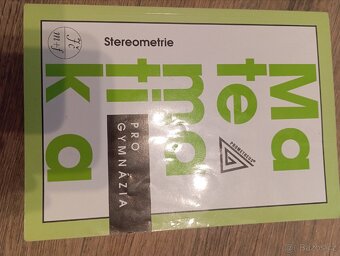 Stereometrie
Ma
te
ma
ti
ka
PRO
GYMNÁZIA
PROMETHEUS